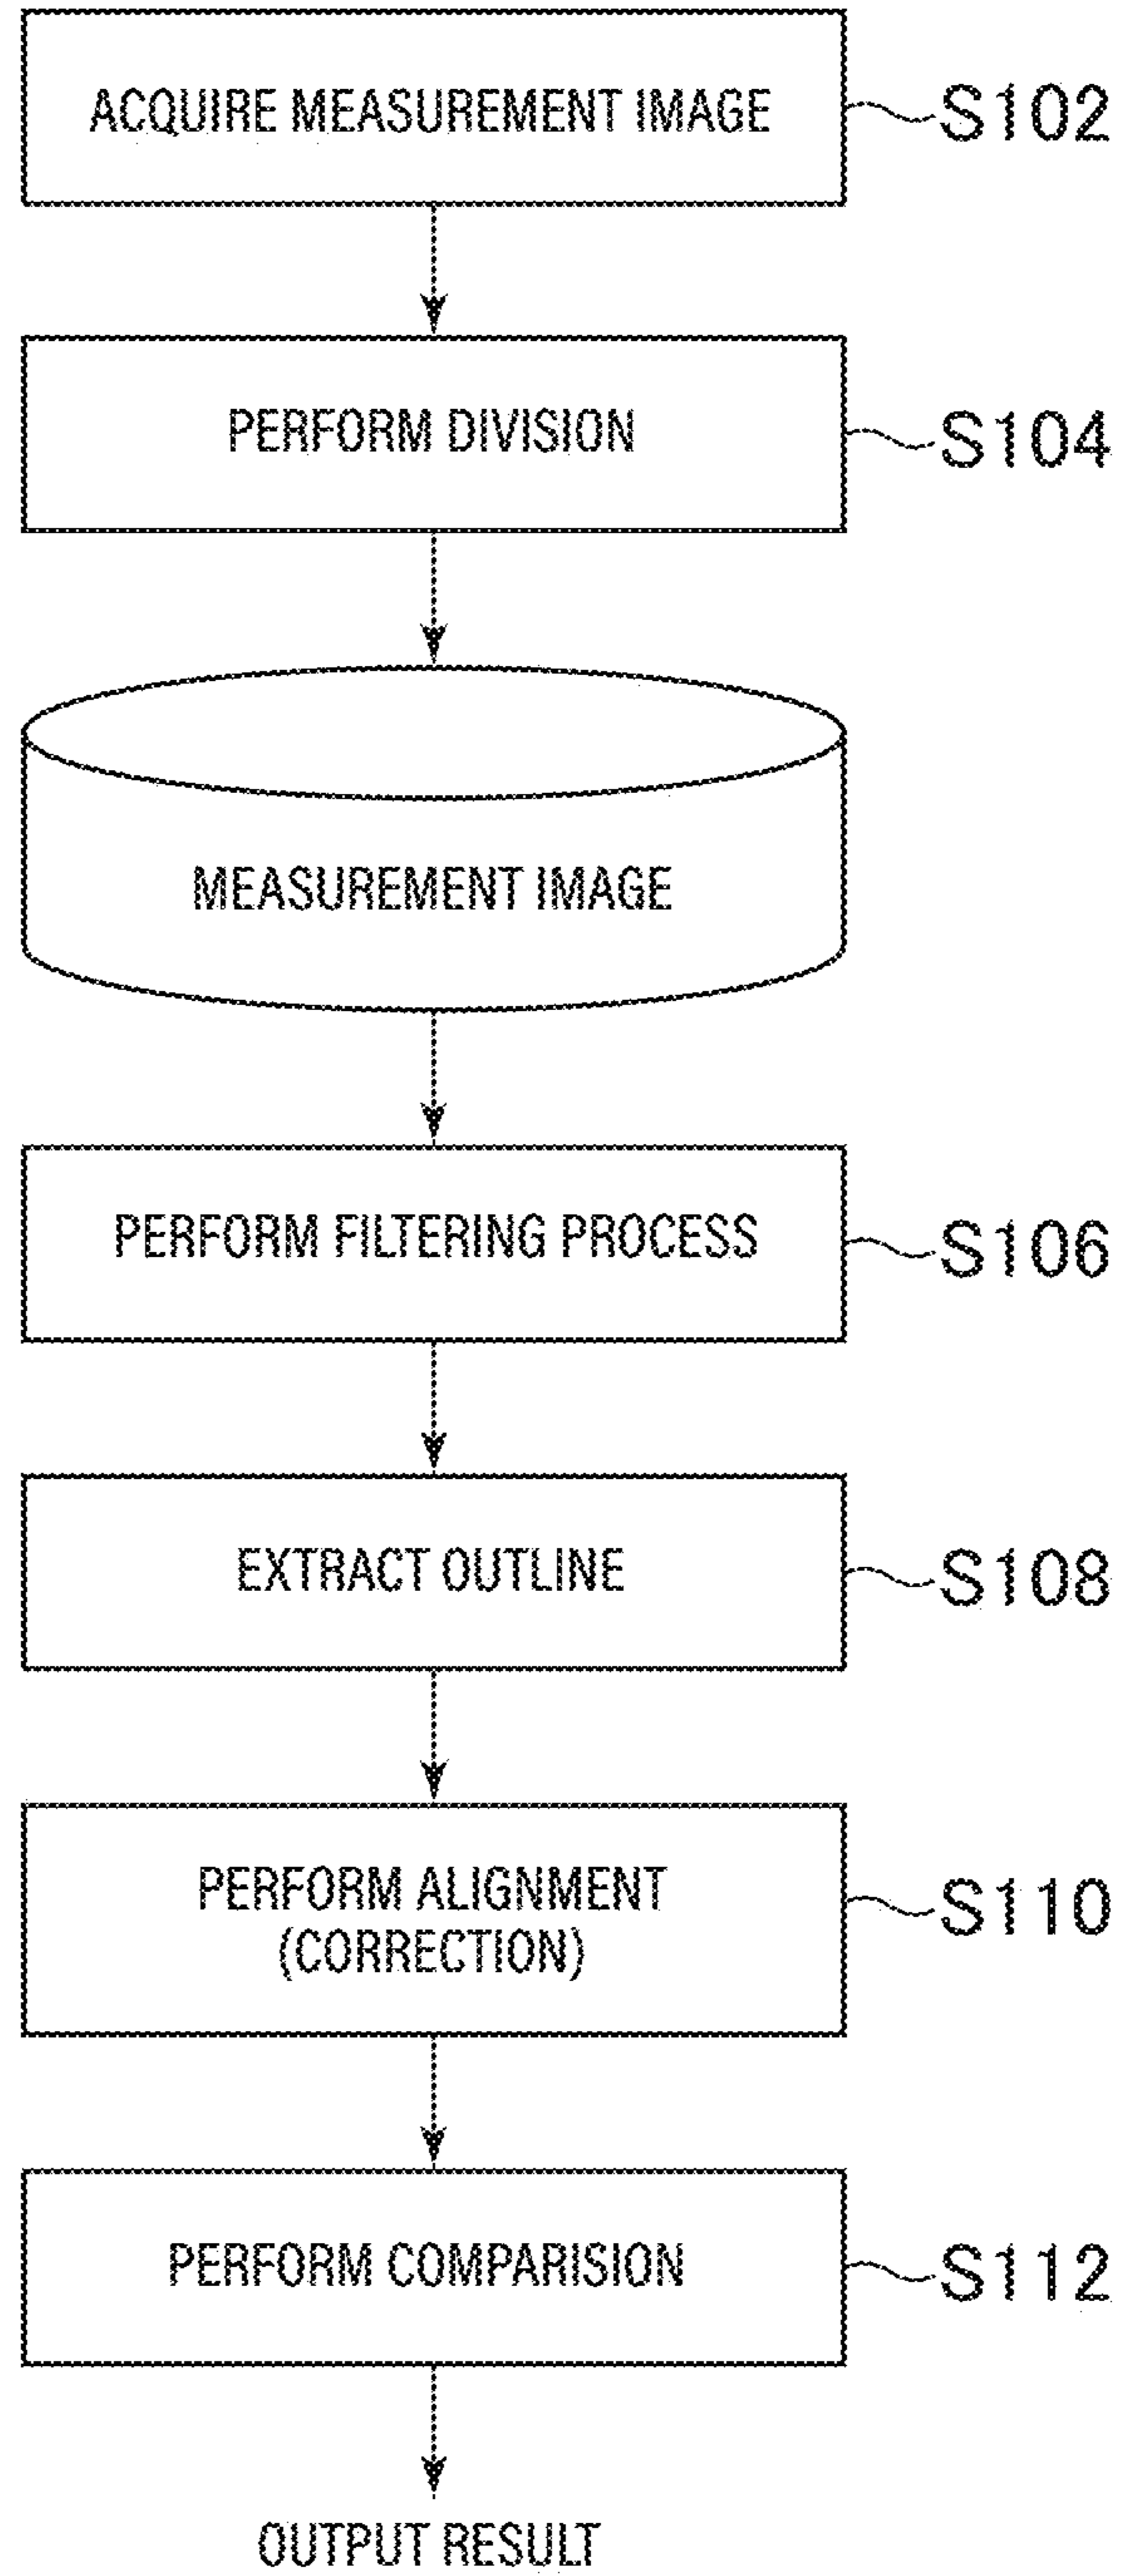 ACQUIRE MEASUREMENT IMAGE
S102
PERFORM DIVISION
S104
MEASUREMENT IMAGE
PERFORM FILTERING PROCESS
S106
EXTRACT OUTLINE
S108
PERFORM ALIGNMENT
(CORRECTION)
S110
PERFORM COMPARISION
S112
OUTPUT RESULT